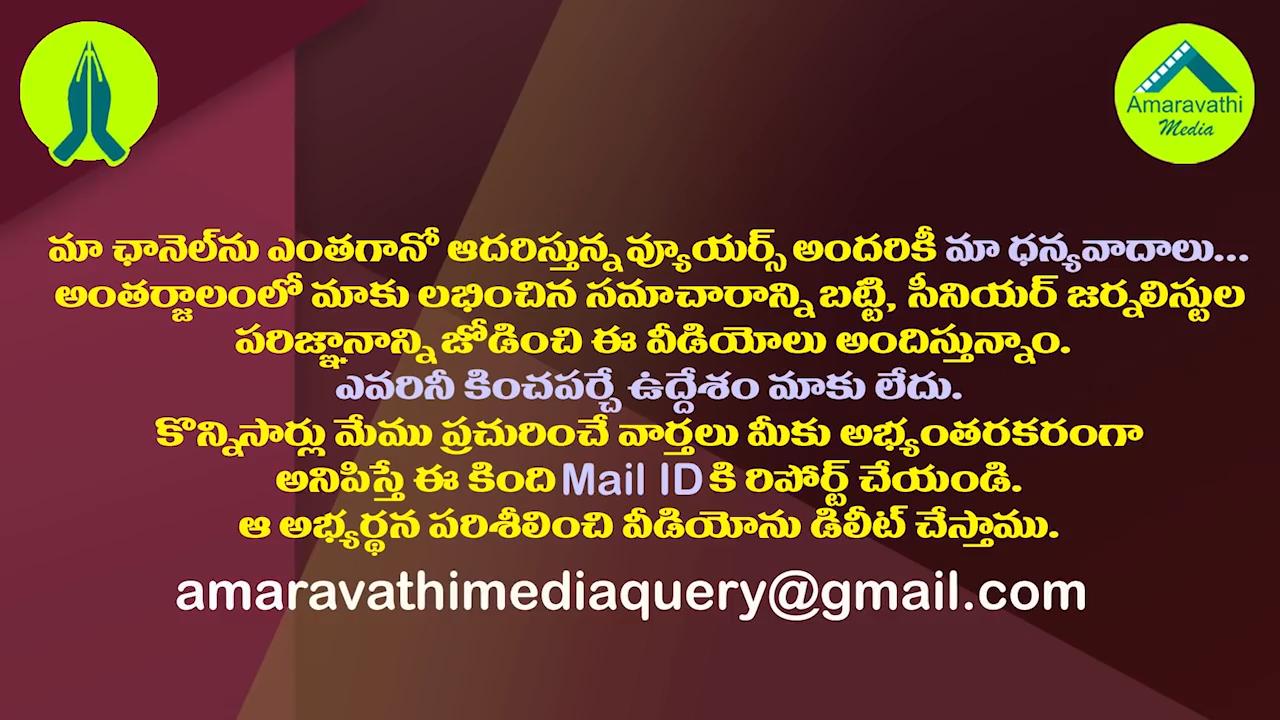 Amaravathi
Media
మా ఛానెల్‌ను ఎంతగానో ఆదరిస్తున్న వ్యూయర్స్ అందరికీ మా ధన్యవాదాలు...
అంతర్జాలంలో మాకు లభించిన సమాచారాన్ని బట్టి, సీనియర్ జర్నలిస్టుల
పరిజ్ఞానాన్ని జోడించి ఈ వీడియోలు అందిస్తున్నాం.
ఎవరినీ కించపర్చే ఉద్దేశం మాకు లేదు.
కొన్నిసార్లు మేము ప్రచురించే వార్తలు మీకు అభ్యంతరకరంగా
అనిపిస్తే ఈ కింది Mail ID కి రిపోర్ట్ చేయండి.
ఆ అభ్యర్థన పరిశీలించి వీడియోను డిలీట్ చేస్తాము.
amaravathimediaquery@gmail.com